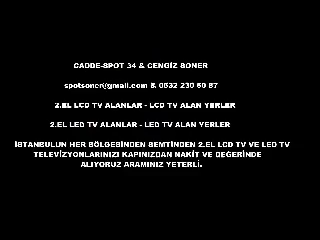 CADDE-SPOT 34 & CENGİZ SONER
spotsoner@gmail.com & 0532 230 60 87
2.EL LCD TV ALANLAR - LCD TV ALAN YERLER
2.EL LED TV ALANLAR - LED TV ALAN YERLER
İSTANBULUN HER BÖLGESİNDEN SEMTİNDEN 2.EL LCD TV VE LED TV
TELEVİZYONLARINIZI KAPINIZDAN NAKİT VE DEĞERİNDE
ALIYORUZ ARAMINIZ YETERLİ.